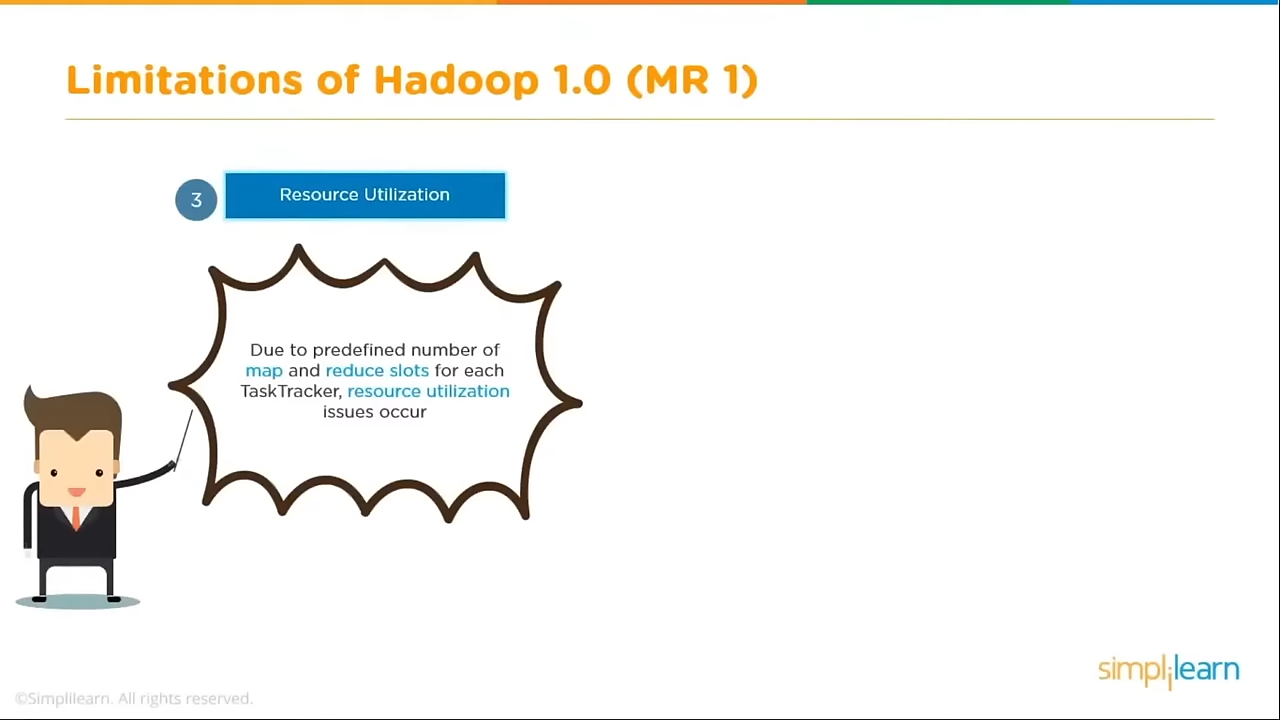 Limitations of Hadoop 1.0 (MR 1)
3
Resource Utilization
Due to predefined number of
map and reduce slots for each
TaskTracker, resource utilization
issues occur
simplilearn
©Simplilearn. All rights reserved.